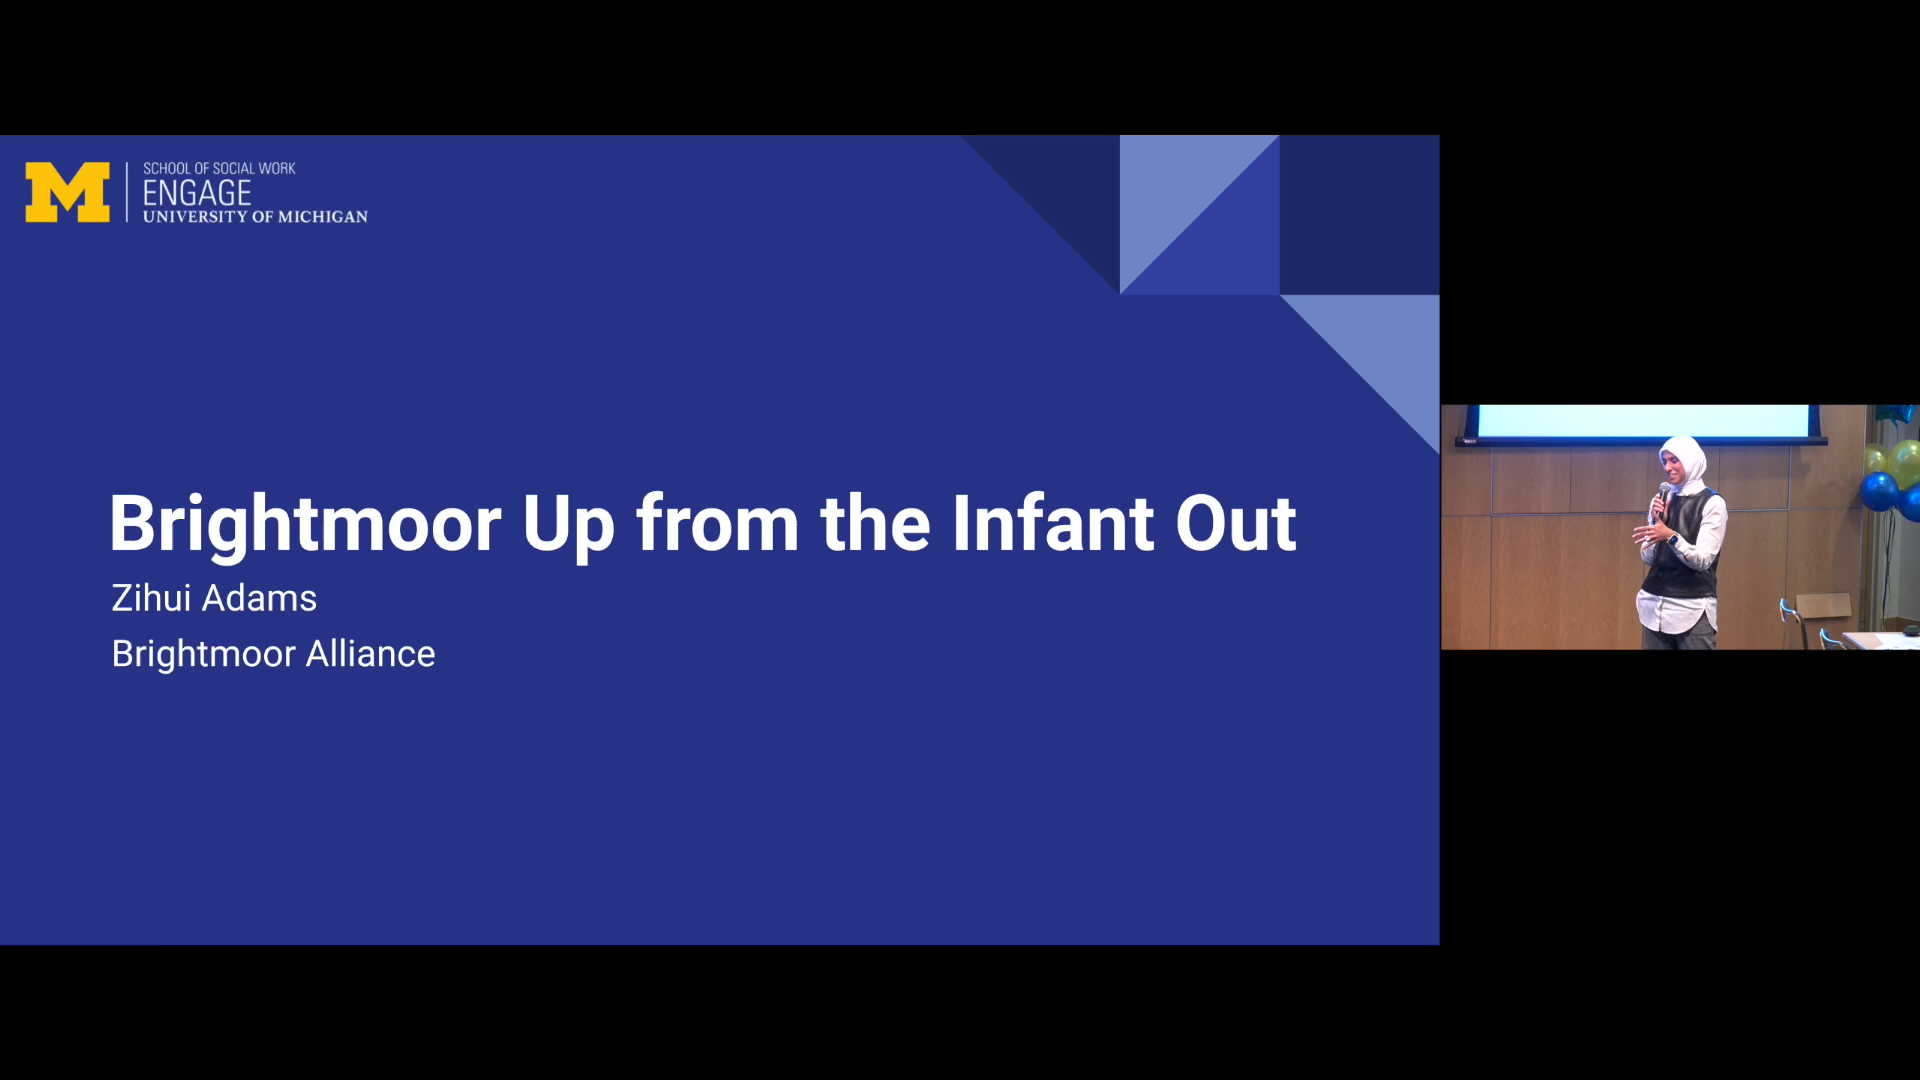 SCHOOL OF SOCIAL WORK
ENGAGE
UNIVERSITY OF MICHIGAN
Brightmoor Up from the Infant Out
Zihui Adams
Brightmoor Alliance